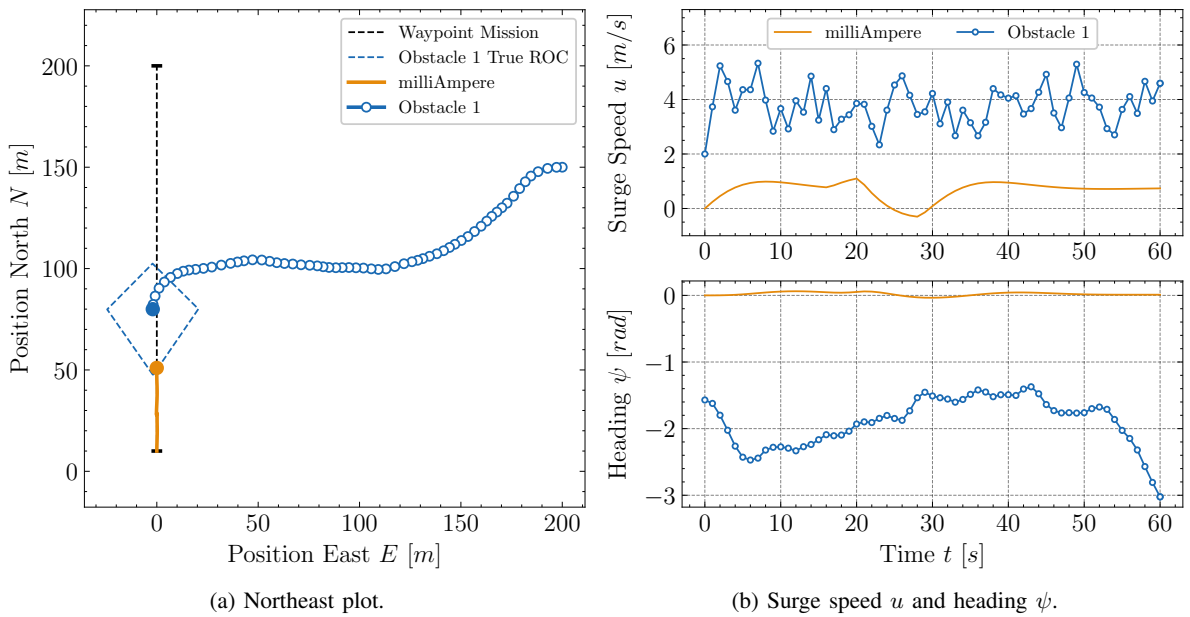 Waypoint Mission
Obstacle 1 True ROC
milliAmpere
Obstacle 1
200
150
100
50
0
Position North N [m]
0
50
100
150
200
Position East E [m]
(a) Northeast plot.
milliAmpere
Obstacle 1
6
4
2
0
Surge Speed u [m/s]
0
10
20
30
40
50
60
0
−1
−2
−3
Heading ψ [rad]
0
10
20
30
40
50
60
Time t [s]
(b) Surge speed u and heading ψ.